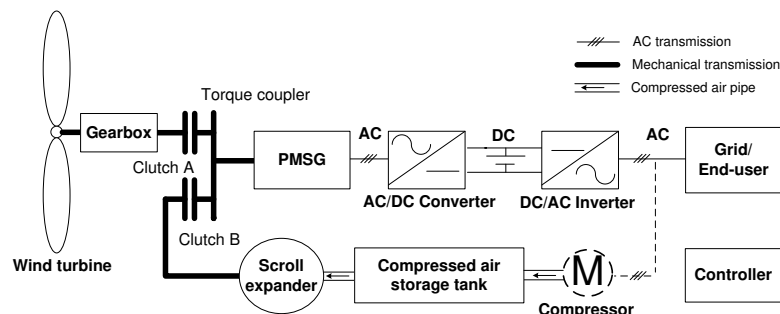 AC transmission
Mechanical transmission
Compressed air pipe
Torque coupler
Gearbox
Clutch A
PMSG
AC
DC
AC
AC/DC Converter
DC/AC Inverter
Grid/
End-user
Clutch B
Wind turbine
Scroll
expander
Compressed air
storage tank
M
Compressor
Controller